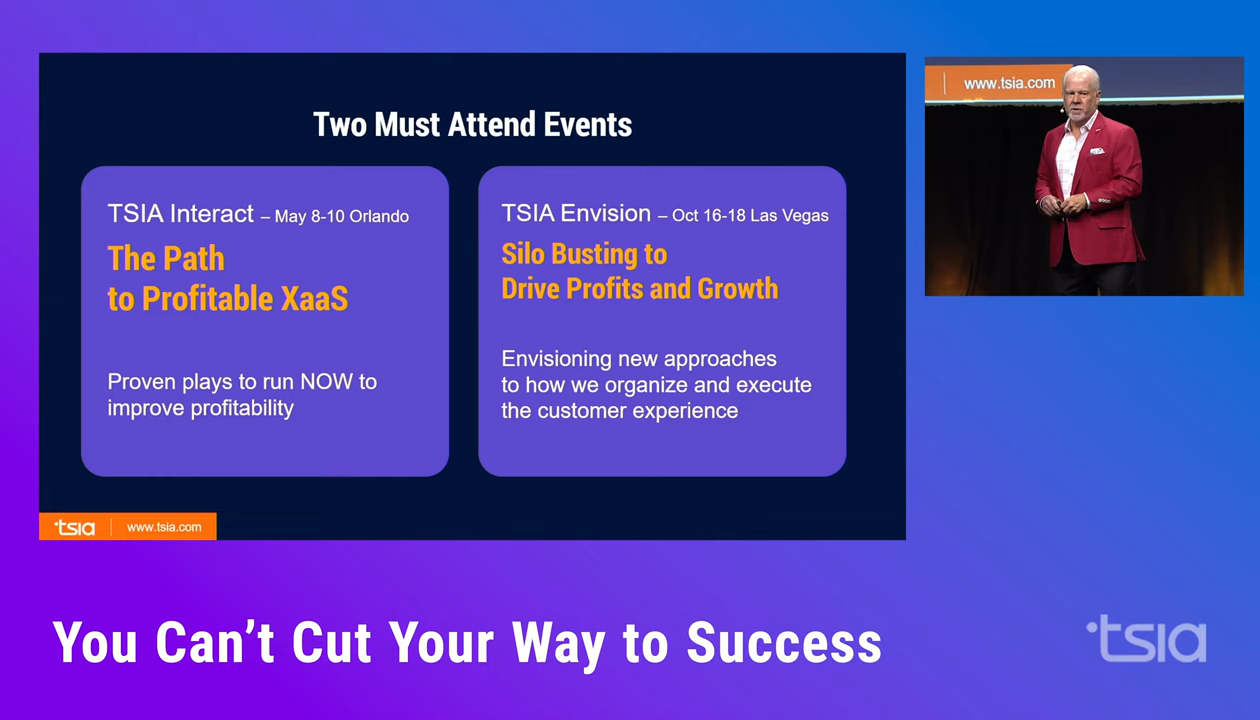 Two Must Attend Events
TSIA Interact – May 8-10 Orlando
The Path
to Profitable XaaS
Proven plays to run NOW to
improve profitability
TSIA Envision – Oct 16-18 Las Vegas
Silo Busting to
Drive Profits and Growth
Envisioning new approaches
to how we organize and execute
the customer experience
tsia | www.tsia.com
www.tsia.com
You Can't Cut Your Way to Success
tsia